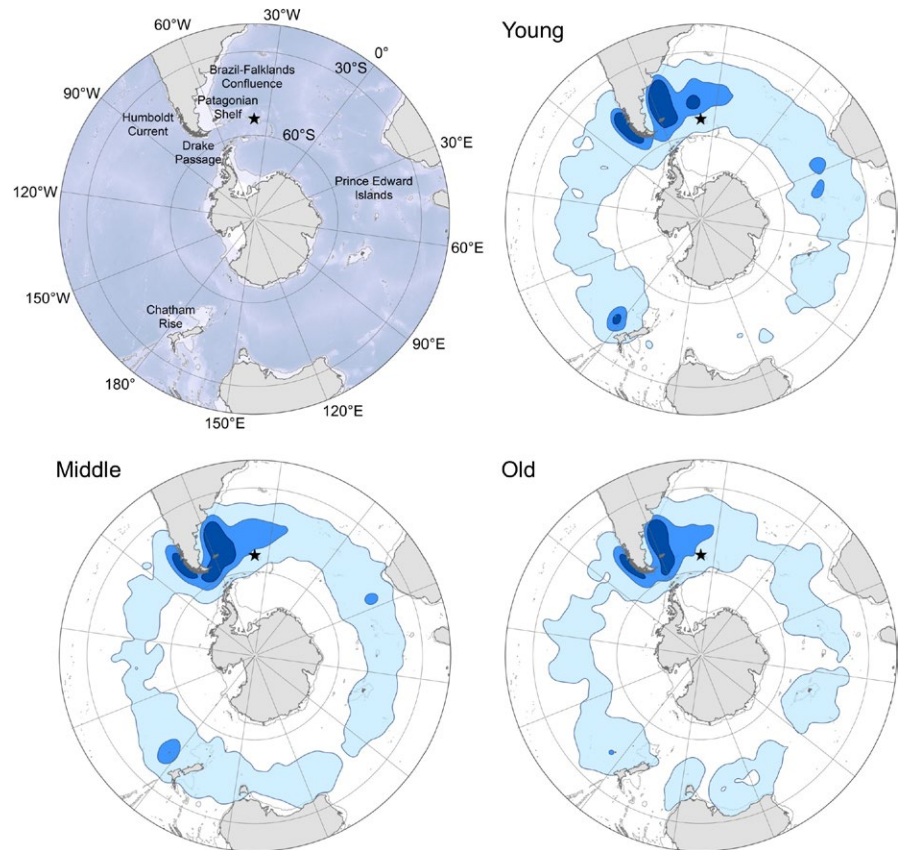 60°W
30°W
0°
30°S
90°W
Brazil-Falklands
Confluence
Patagonian
Shelf
Humboldt
Current
60°S
30°E
Drake
Passage
120°W
Prince Edward
Islands
60°E
150°W
Chatham
Rise
90°E
180°
150°E
120°E
Young
Middle
Old